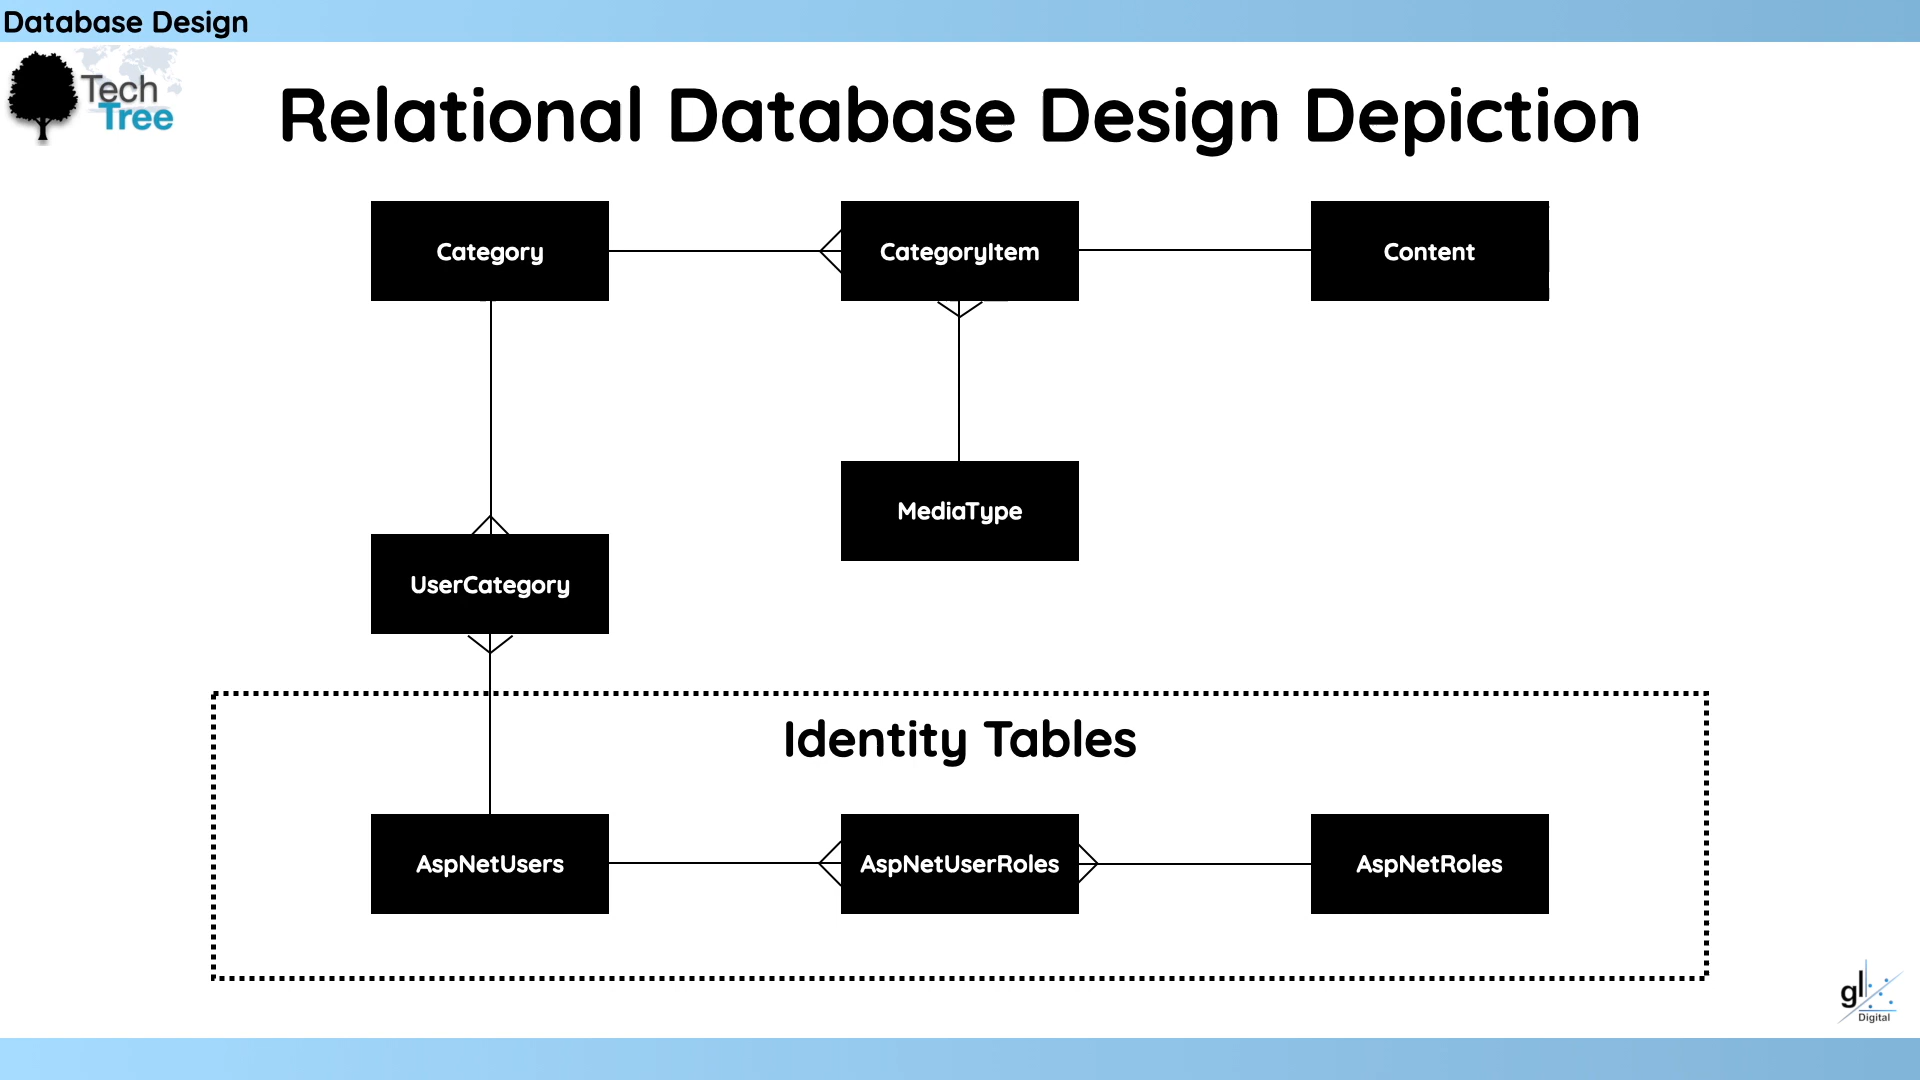 Database Design
Tech
Tree
Relational Database Design Depiction
Category
CategoryItem
Content
MediaType
UserCategory
Identity Tables
AspNetUsers
AspNetUserRoles
AspNetRoles
gl
Digital